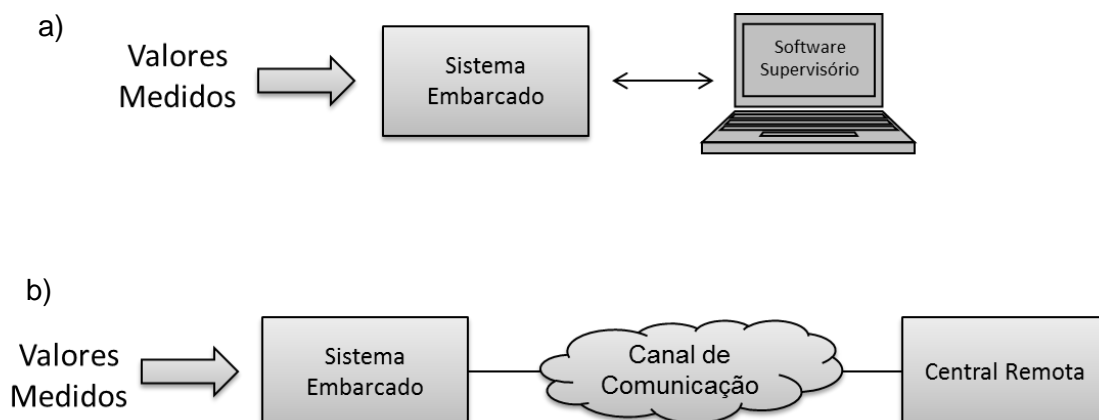 a)
Valores
Medidos
Sistema
Embarcado
Software
Supervisório
b)
Valores
Medidos
Sistema
Embarcado
Canal de
Comunicação
Central Remota